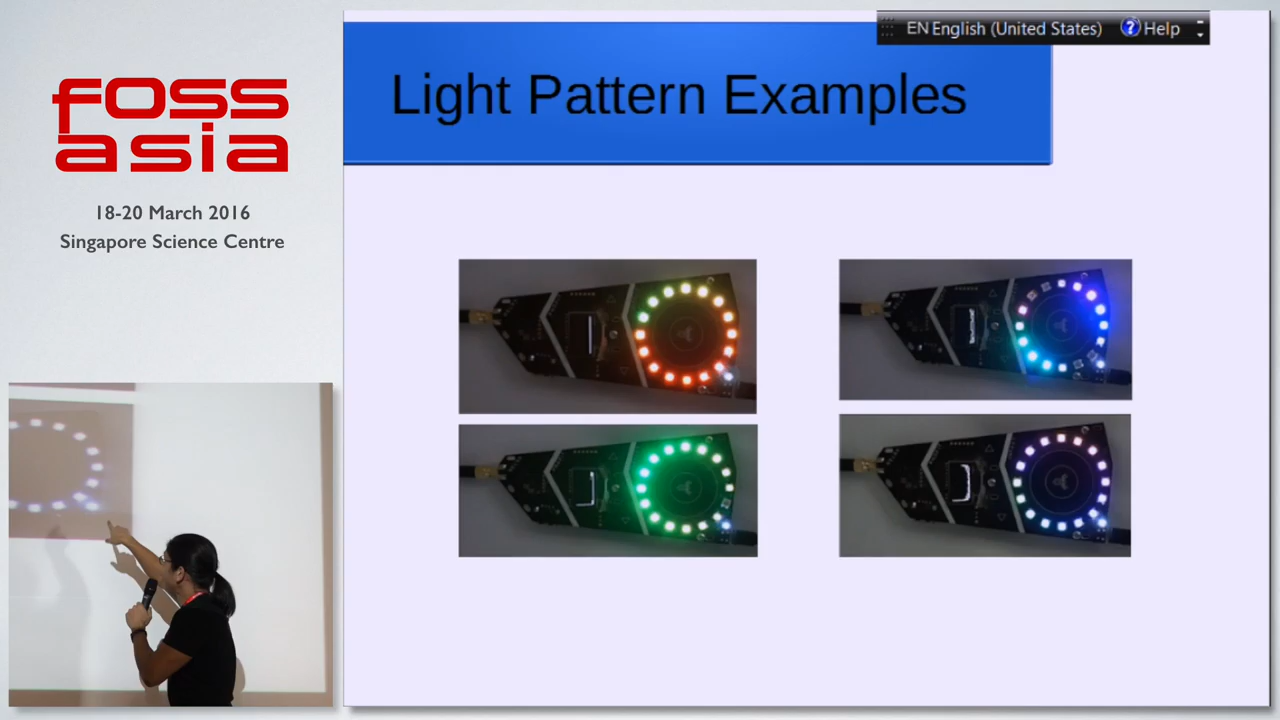 foss
asia
18-20 March 2016
Singapore Science Centre
EN English (United States)
Help
Light Pattern Examples